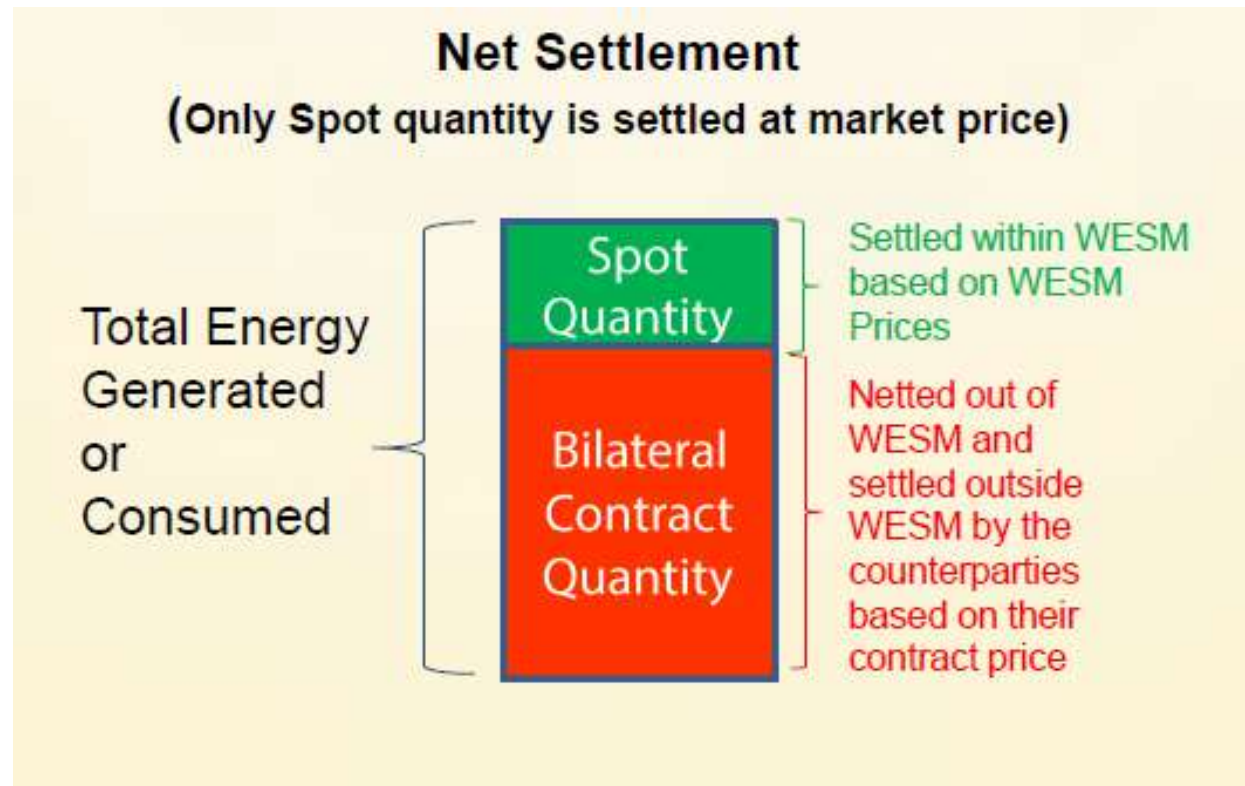 Net Settlement
(Only Spot quantity is settled at market price)
Total Energy
Generated
or
Consumed
Spot
Quantity
Bilateral
Contract
Quantity
Settled within WESM
based on WESM
Prices
Netted out of
WESM and
settled outside
WESM by the
counterparties
based on their
contract price